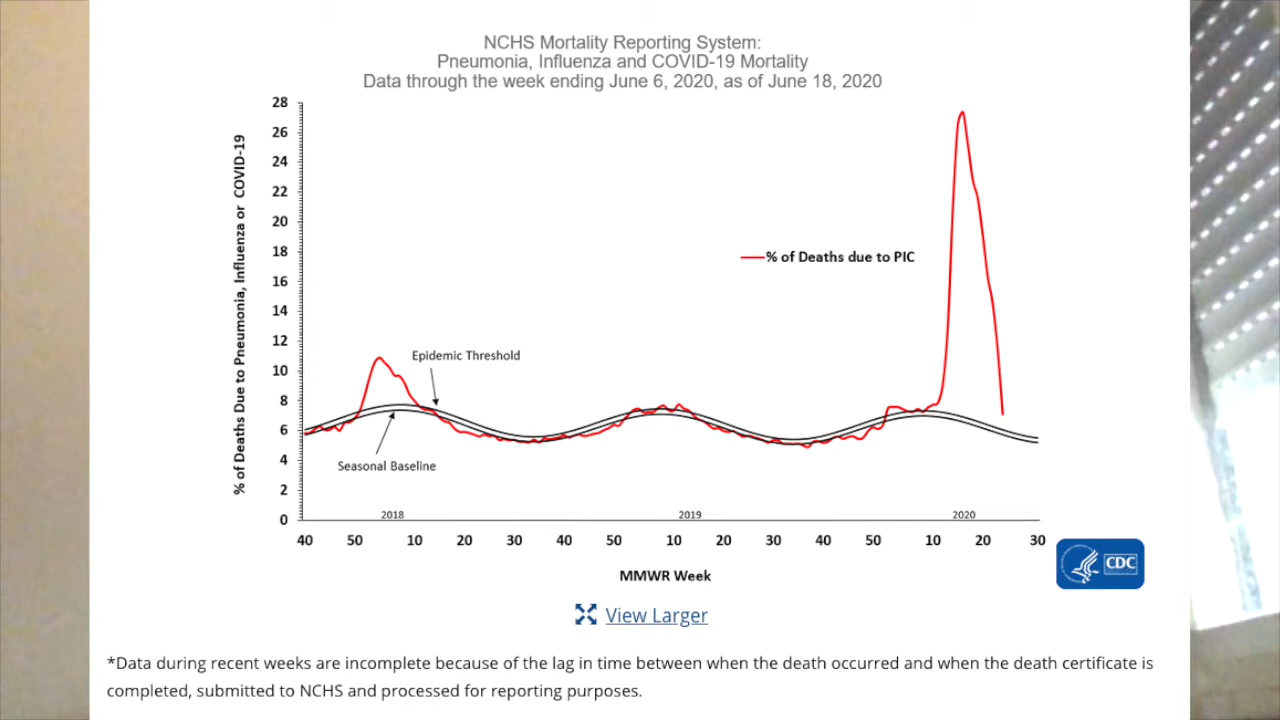 NCHS Mortality Reporting System:
Pneumonia, Influenza and COVID-19 Mortality
Data through the week ending June 6, 2020, as of June 18, 2020
% of Deaths Due to Pneumonia, Influenza or COVID-19
28
26
24
22
20
18
16
14
12
10
8
6
4
2
0
% of Deaths due to PIC
Epidemic Threshold
Seasonal Baseline
2018 2019 2020
40 50 10 20 30 40 50 10 20 30 40 50 10 20 30
MMWR Week
CDC
View Larger
*Data during recent weeks are incomplete because of the lag in time between when the death occurred and when the death certificate is
completed, submitted to NCHS and processed for reporting purposes.